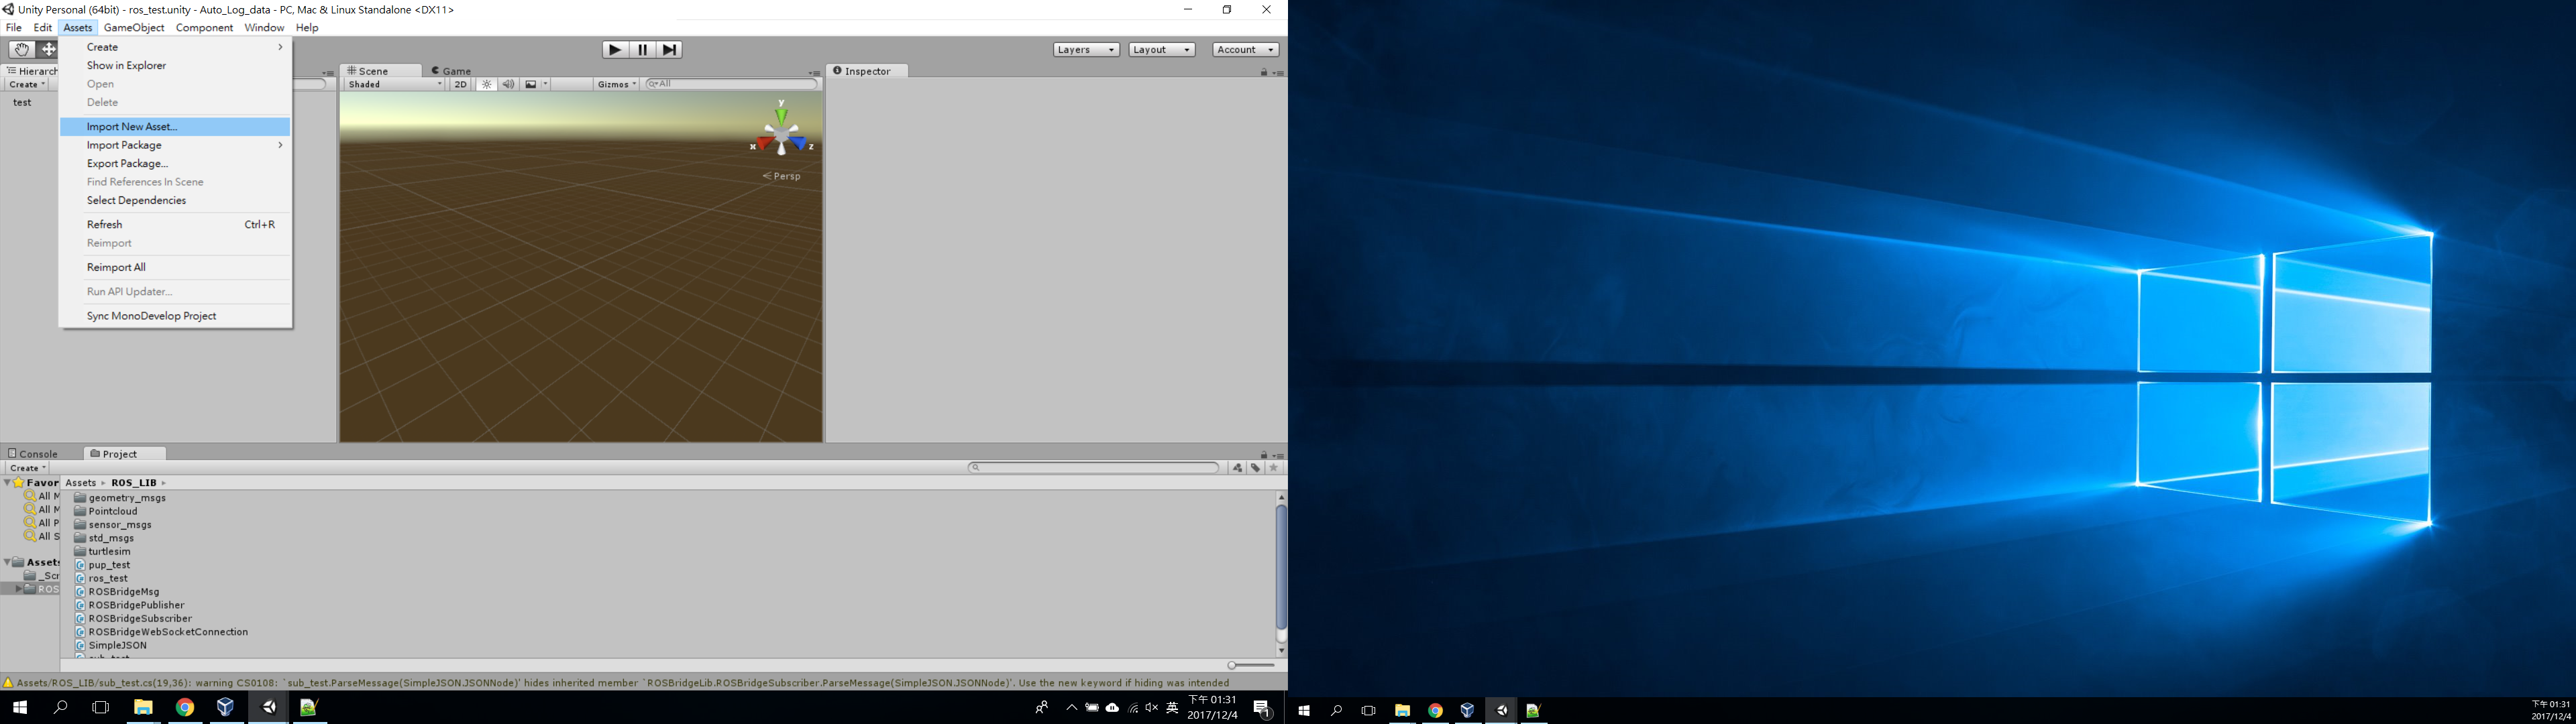 Unity Personal (64bit) - ros_test.unity - Auto_Log_data - PC, Mac & Linux Standalone <DX11>
File Edit Assets GameObject Component Window Help
Layers Layout Account
Create
Show in Explorer
Open
Delete
Import New Asset...
Import Package
Export Package...
Find References In Scene
Select Dependencies
Refresh Ctrl+R
Reimport
Reimport All
Run API Updater...
Sync MonoDevelop Project
Hierarch
Create
test
Scene Game
Shaded 2D Gizmos All
y
x z
Persp
Inspector
Console Project
Create
Favor
All M
All M
All P
All S
Assets
_Scr
ROS
Assets ROS_LIB
geometry_msgs
Pointcloud
sensor_msgs
std_msgs
turtlesim
pup_test
ros_test
ROSBridgeMsg
ROSBridgePublisher
ROSBridgeSubscriber
ROSBridgeWebSocketConnection
SimpleJSON
sub_test
Assets/ROS_LIB/sub_test.cs(19,36): warning CS0108: `sub_test.ParseMessage(SimpleJSON.JSONNode)' hides inherited member `ROSBridgeLib.ROSBridgeSubscriber.ParseMessage(SimpleJSON.JSONNode)'. Use the new keyword if hiding was intended
英
下午 01:31
2017/12/4
1
下午 01:31
2017/12/4